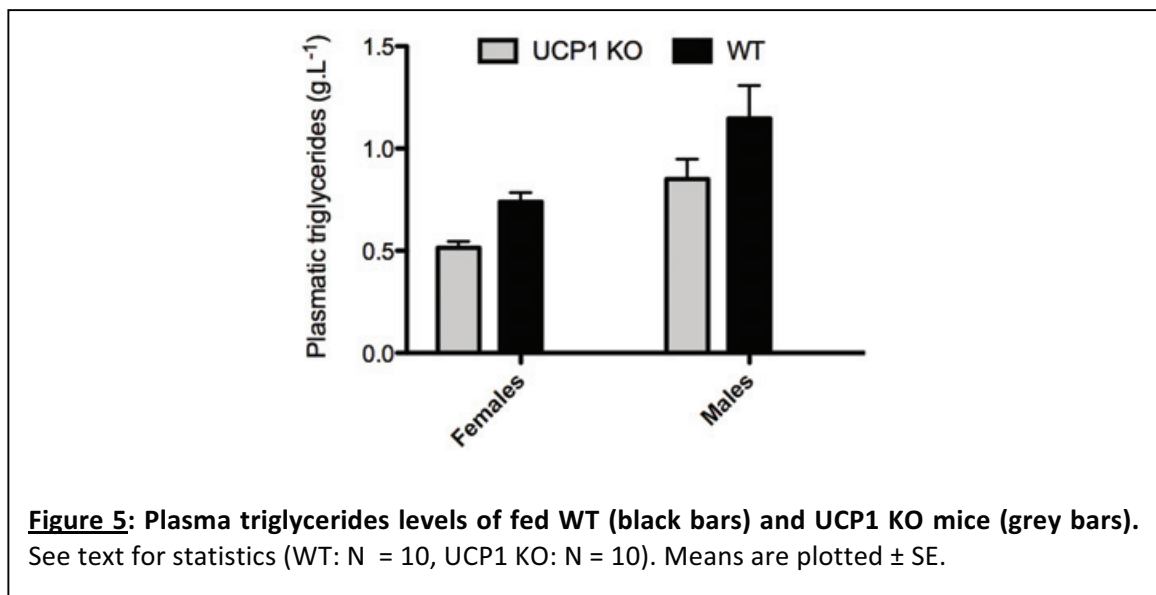 UCP1 KO WT
Plasmatic triglycerides (g.L-1)
1.5
1.0
0.5
0.0
Females
Males
Figure 5: Plasma triglycerides levels of fed WT (black bars) and UCP1 KO mice (grey bars).
See text for statistics (WT: N = 10, UCP1 KO: N = 10). Means are plotted ± SE.